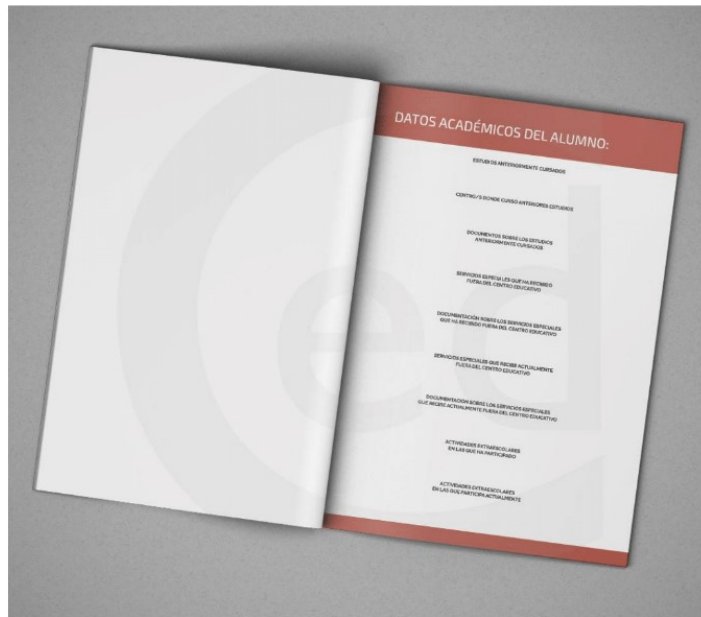 DATOS ACADÉMICOS DEL ALUMNO:
ESTUDIOS ANTERIORMENTE CURSADOS
CENTRO/S DONDE CURSO ANTERIORES ESTUDIOS
DOCUMENTOS SOBRE LOS ESTUDIOS
ANTERIORMENTE CURSADOS
SERVICIOS ESPECIALES QUE HA RECIBIDO
FUERA DEL CENTRO EDUCATIVO
DOCUMENTACIÓN SOBRE LOS SERVICIOS ESPECIALES
QUE HA RECIBIDO FUERA DEL CENTRO EDUCATIVO
SERVICIOS ESPECIALES QUE RECIBE ACTUALMENTE
FUERA DEL CENTRO EDUCATIVO
DOCUMENTACIÓN SOBRE LOS SERVICIOS ESPECIALES
QUE RECIBE ACTUALMENTE FUERA DEL CENTRO EDUCATIVO
ACTIVIDADES EXTRAESCOLARES
EN LAS QUE HA PARTICIPADO
ACTIVIDADES EXTRAESCOLARES
EN LAS QUE PARTICIPA ACTUALMENTE
ed